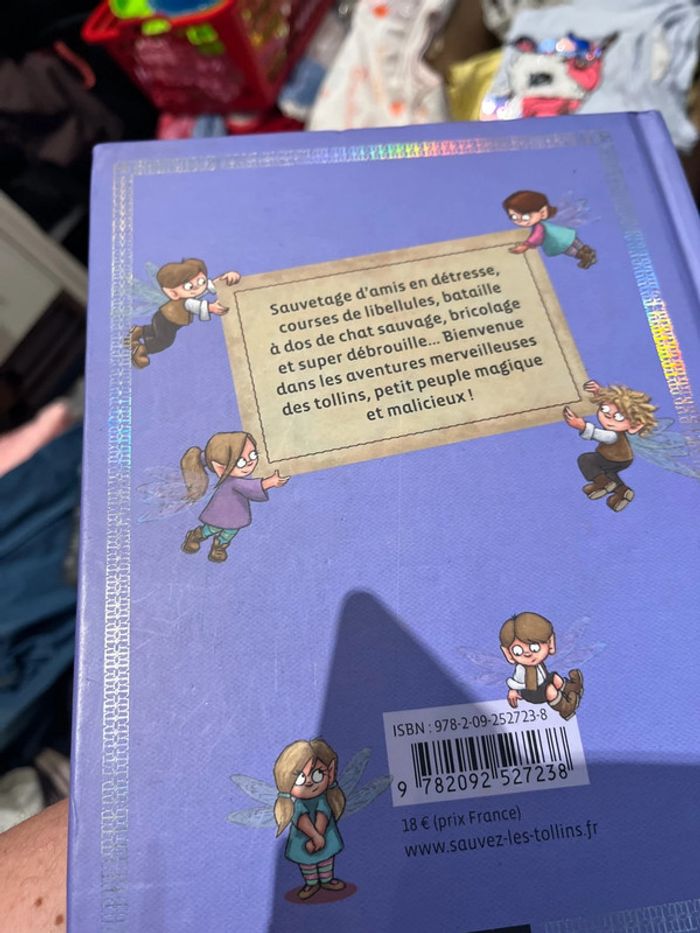 Sauvetage d'amis en détresse,
courses de libellules, bataille
à dos de chat sauvage, bricolage
et super débrouille... Bienvenue
dans les aventures merveilleuses
des tollins, petit peuple magique
et malicieux !
ISBN : 978-2-09-252723-8
9 782092 527238
18 € (prix France)
www.sauvez-les-tollins.fr